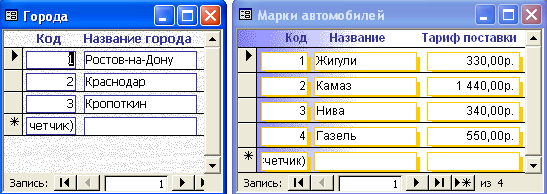 Города
Код Название города
1 Ростов-на-Дону
2 Краснодар
3 Кропоткин
четчик)
Запись: 1
Марки автомобилей
Код Название Тариф поставки
1 Жигули 330,00р.
2 Камаз 1 440,00р.
3 Нива 340,00р.
4 Газель 550,00р.
:четчик)
Запись: 1 из 4